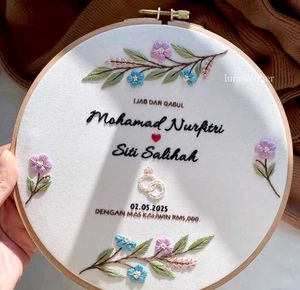 IJAB DAN QABUL
Mohamad Nurfitri
Siti Salihah
02.05.2025
DENGAN MAS KAHWIN RM5,000